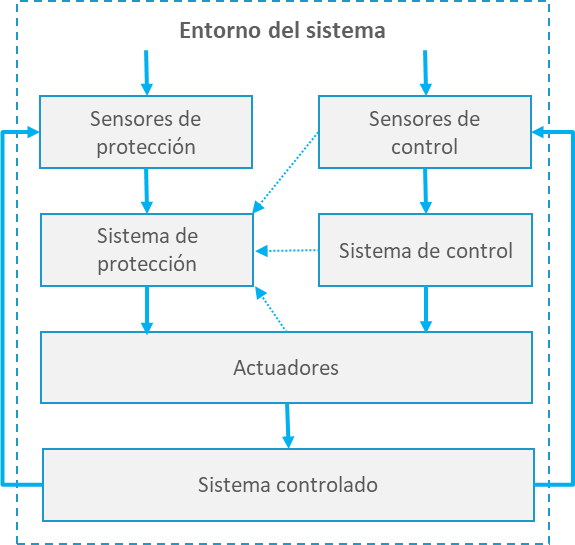 Entorno del sistema
Sensores de
protección
Sensores de
control
Sistema de
protección
Sistema de control
Actuadores
Sistema controlado